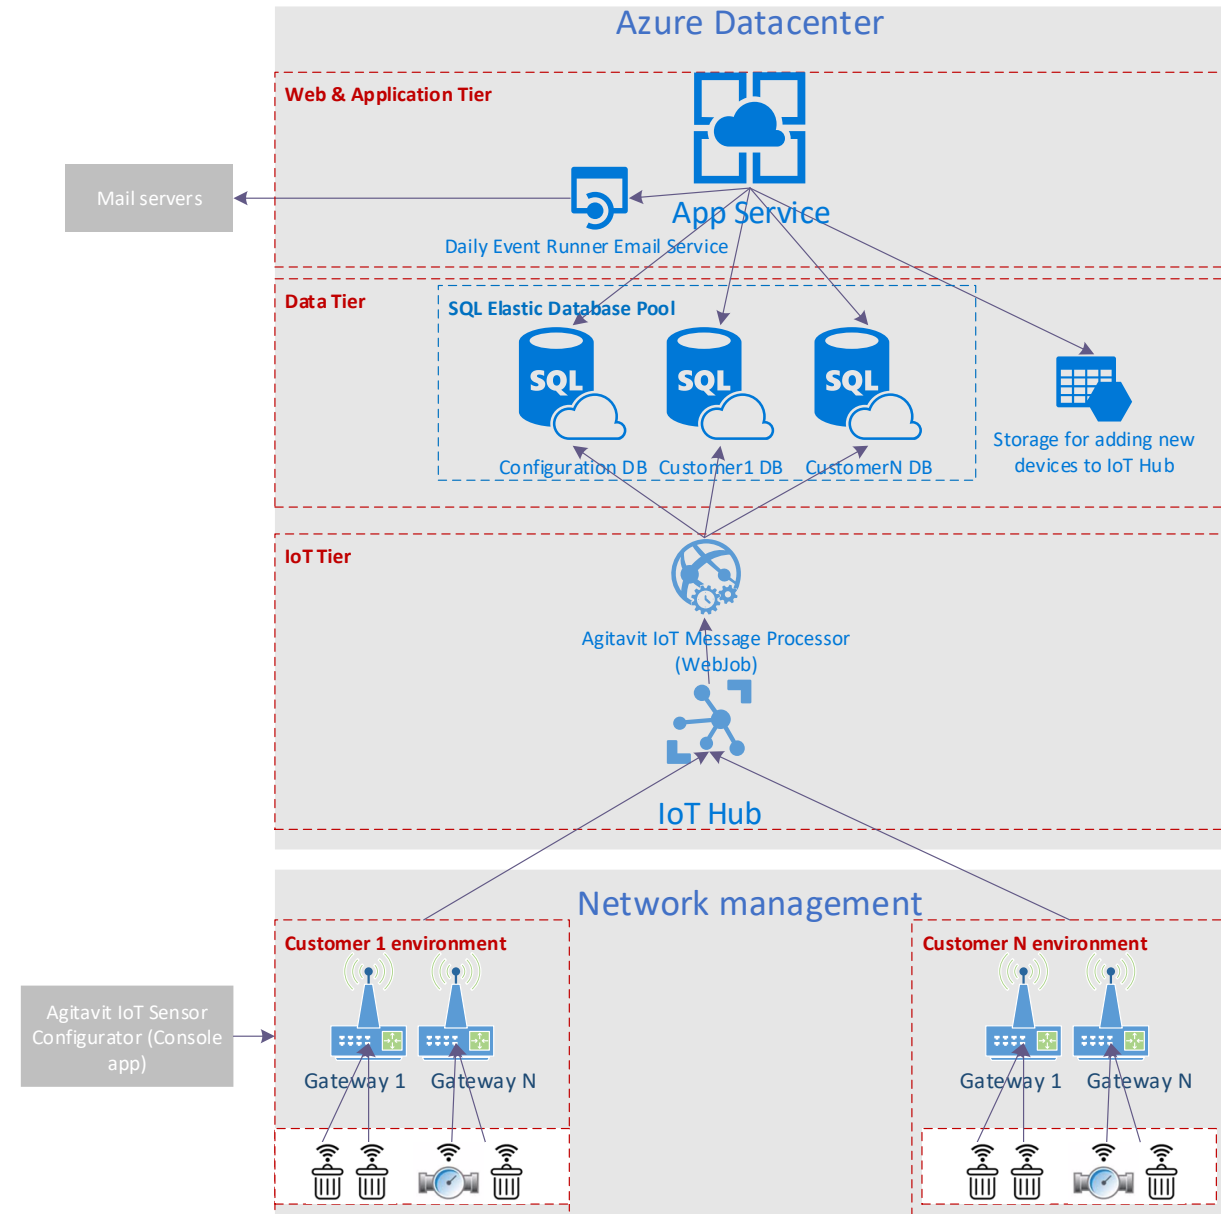 Azure Datacenter
Web & Application Tier
Mail servers
App Service
Daily Event Runner Email Service
Data Tier
SQL Elastic Database Pool
SQL
SQL
SQL
Storage for adding new
devices to IoT Hub
Configuration DB
Customer1 DB
CustomerN DB
IoT Tier
Agitavit IoT Message Processor
(WebJob)
IoT Hub
Network management
Customer 1 environment
Customer N environment
Agitavit IoT Sensor
Configurator (Console
app)
Gateway 1
Gateway N
Gateway 1
Gateway N